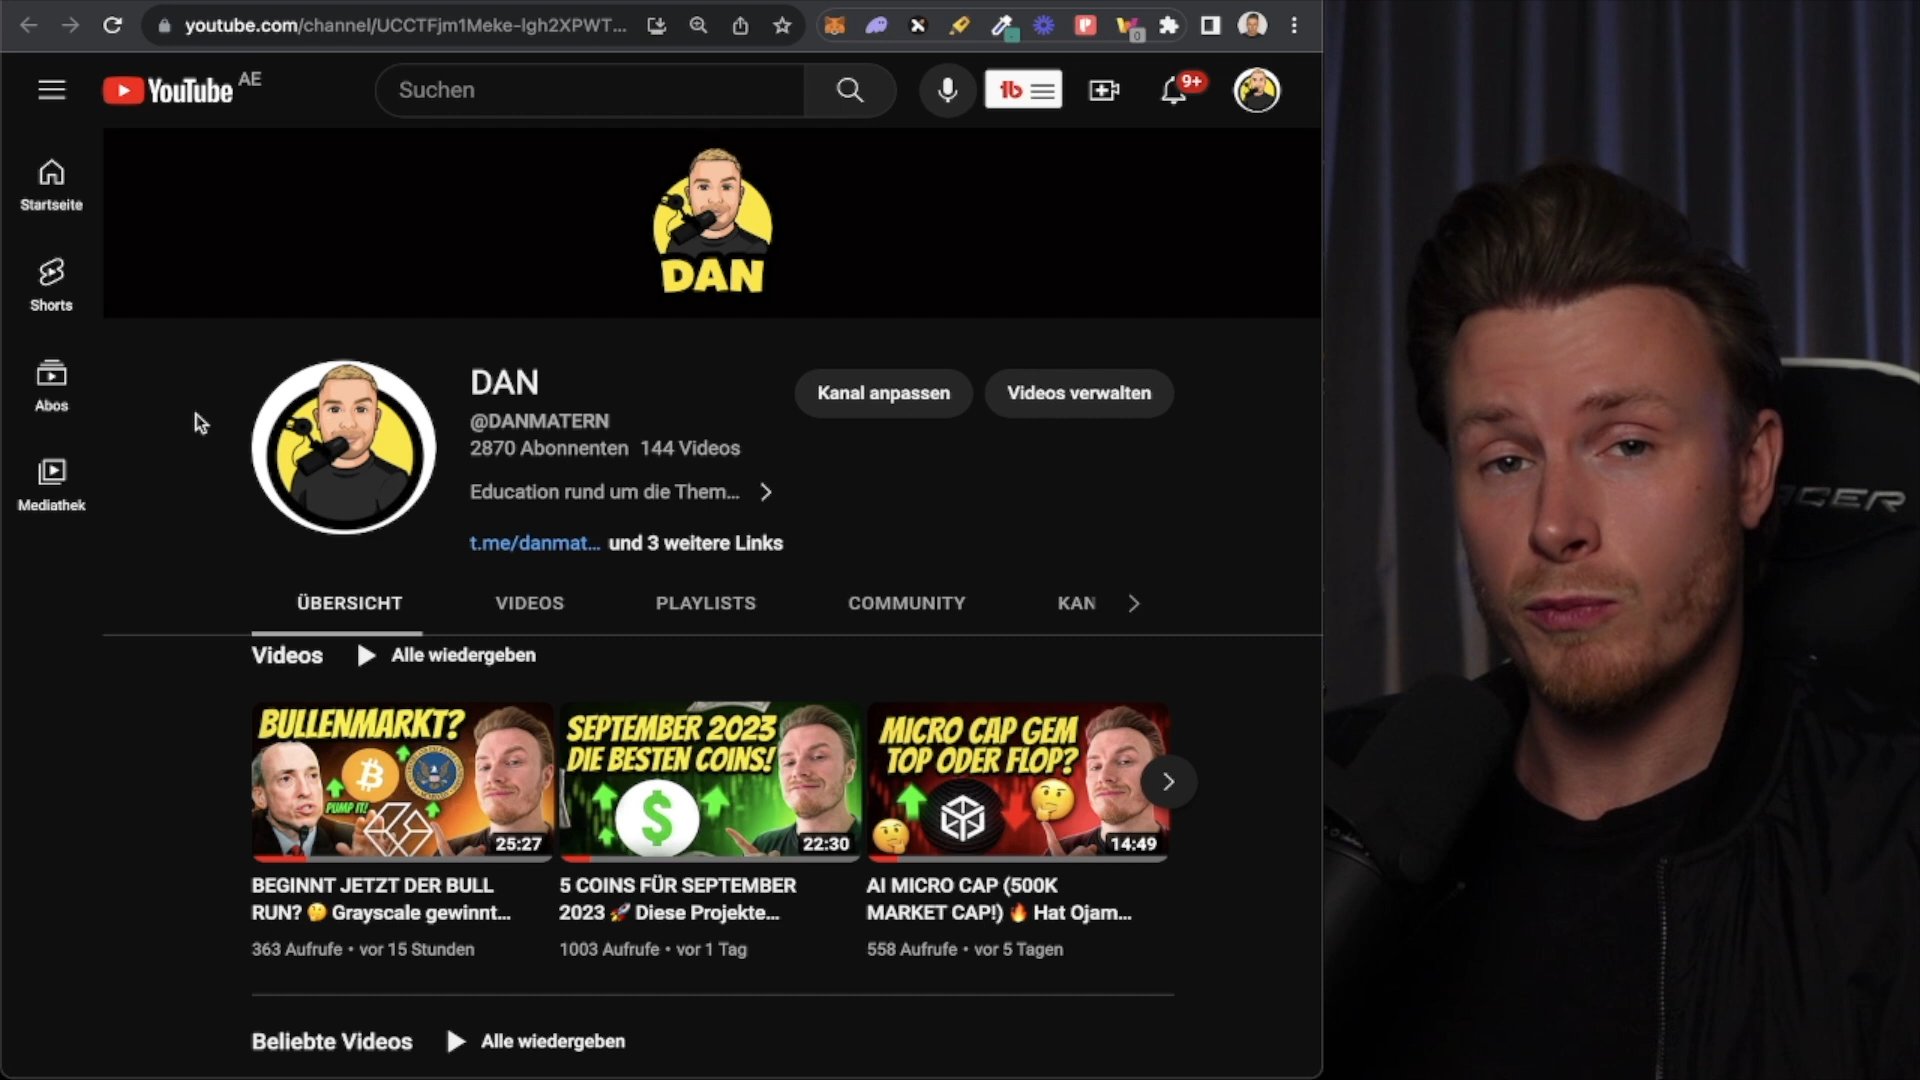 youtube.com/channel/UCCTFjm1Meke-lgh2XPWT...
0
YouTube AE
Suchen
tb
9+
Startseite
Shorts
Abos
Mediathek
DAN
DAN
@DANMATERN
2870 Abonnenten 144 Videos
Education rund um die Them...
t.me/danmat... und 3 weitere Links
Kanal anpassen
Videos verwalten
ÜBERSICHT
VIDEOS
PLAYLISTS
COMMUNITY
KAN
Videos
Alle wiedergeben
BULLENMARKT?
PUMP IT!
25:27
SEPTEMBER 2023
DIE BESTEN COINS!
$
22:30
MICRO CAP GEM
TOP ODER FLOP?
14:49
BEGINNT JETZT DER BULL
RUN? 🤔 Grayscale gewinnt...
363 Aufrufe • vor 15 Stunden
5 COINS FÜR SEPTEMBER
2023 🚀 Diese Projekte...
1003 Aufrufe • vor 1 Tag
AI MICRO CAP (500K
MARKET CAP!) 🔥 Hat Ojam...
558 Aufrufe • vor 5 Tagen
Beliebte Videos
Alle wiedergeben